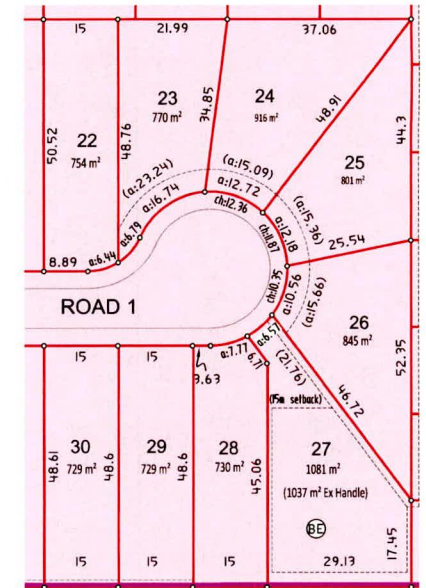 15
21.99
37.06
50.52
22
754 m²
48.76
23
770 m²
34.85
24
916 m²
48.91
44.3
25
801 m²
(a:23.24)
(a:15.09)
(a:15.36)
a:16.74
a:12.72
ch:12.36
ch:11.87
a:12.18
25.54
8.89
a:6.44
a:6.79
ch:10.35
a:10.56
(a:15.66)
ROAD 1
26
845 m²
52.35
15
15
3.63
a:7.77
6.71
a:6.57
(21.76)
46.72
(15m setback)
48.61
30
729 m²
48.6
29
729 m²
48.6
28
730 m²
45.06
27
1081 m²
(1037 m² Ex Handle)
BE
17.45
15
15
15
29.13